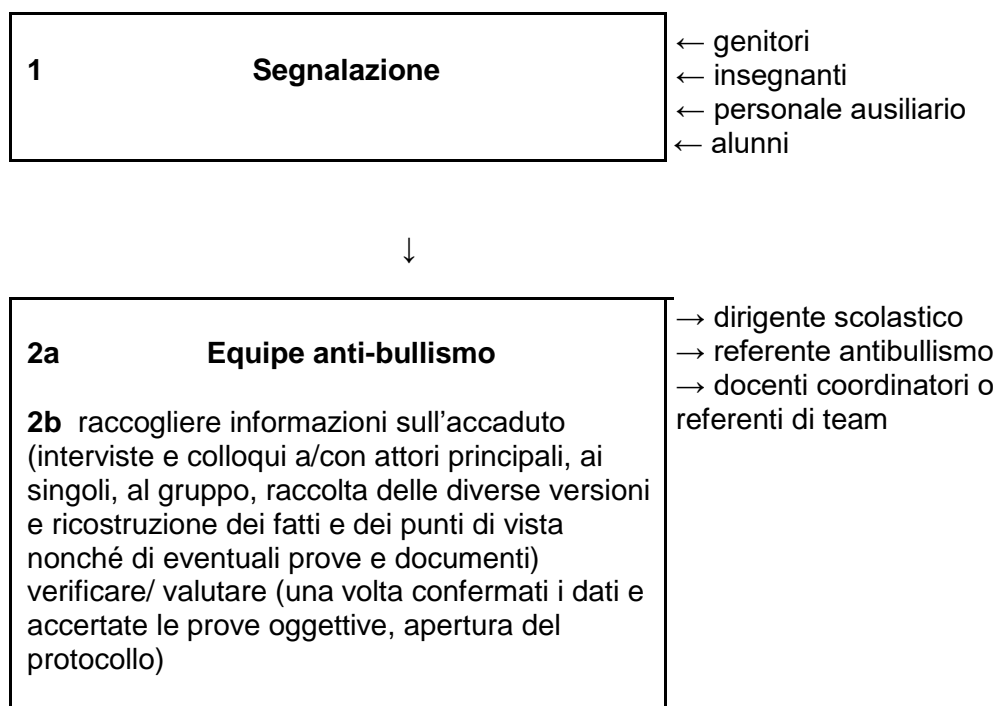 1 Segnalazione
← genitori
← insegnanti
← personale ausiliario
← alunni
↓
2a Equipe anti-bullismo
2b raccogliere informazioni sull’accaduto
(interviste e colloqui a/con attori principali, ai
singoli, al gruppo, raccolta delle diverse versioni
e ricostruzione dei fatti e dei punti di vista
nonché di eventuali prove e documenti)
verificare/ valutare (una volta confermati i dati e
accertate le prove oggettive, apertura del
protocollo)
→ dirigente scolastico
→ referente antibullismo
→ docenti coordinatori o
referenti di team